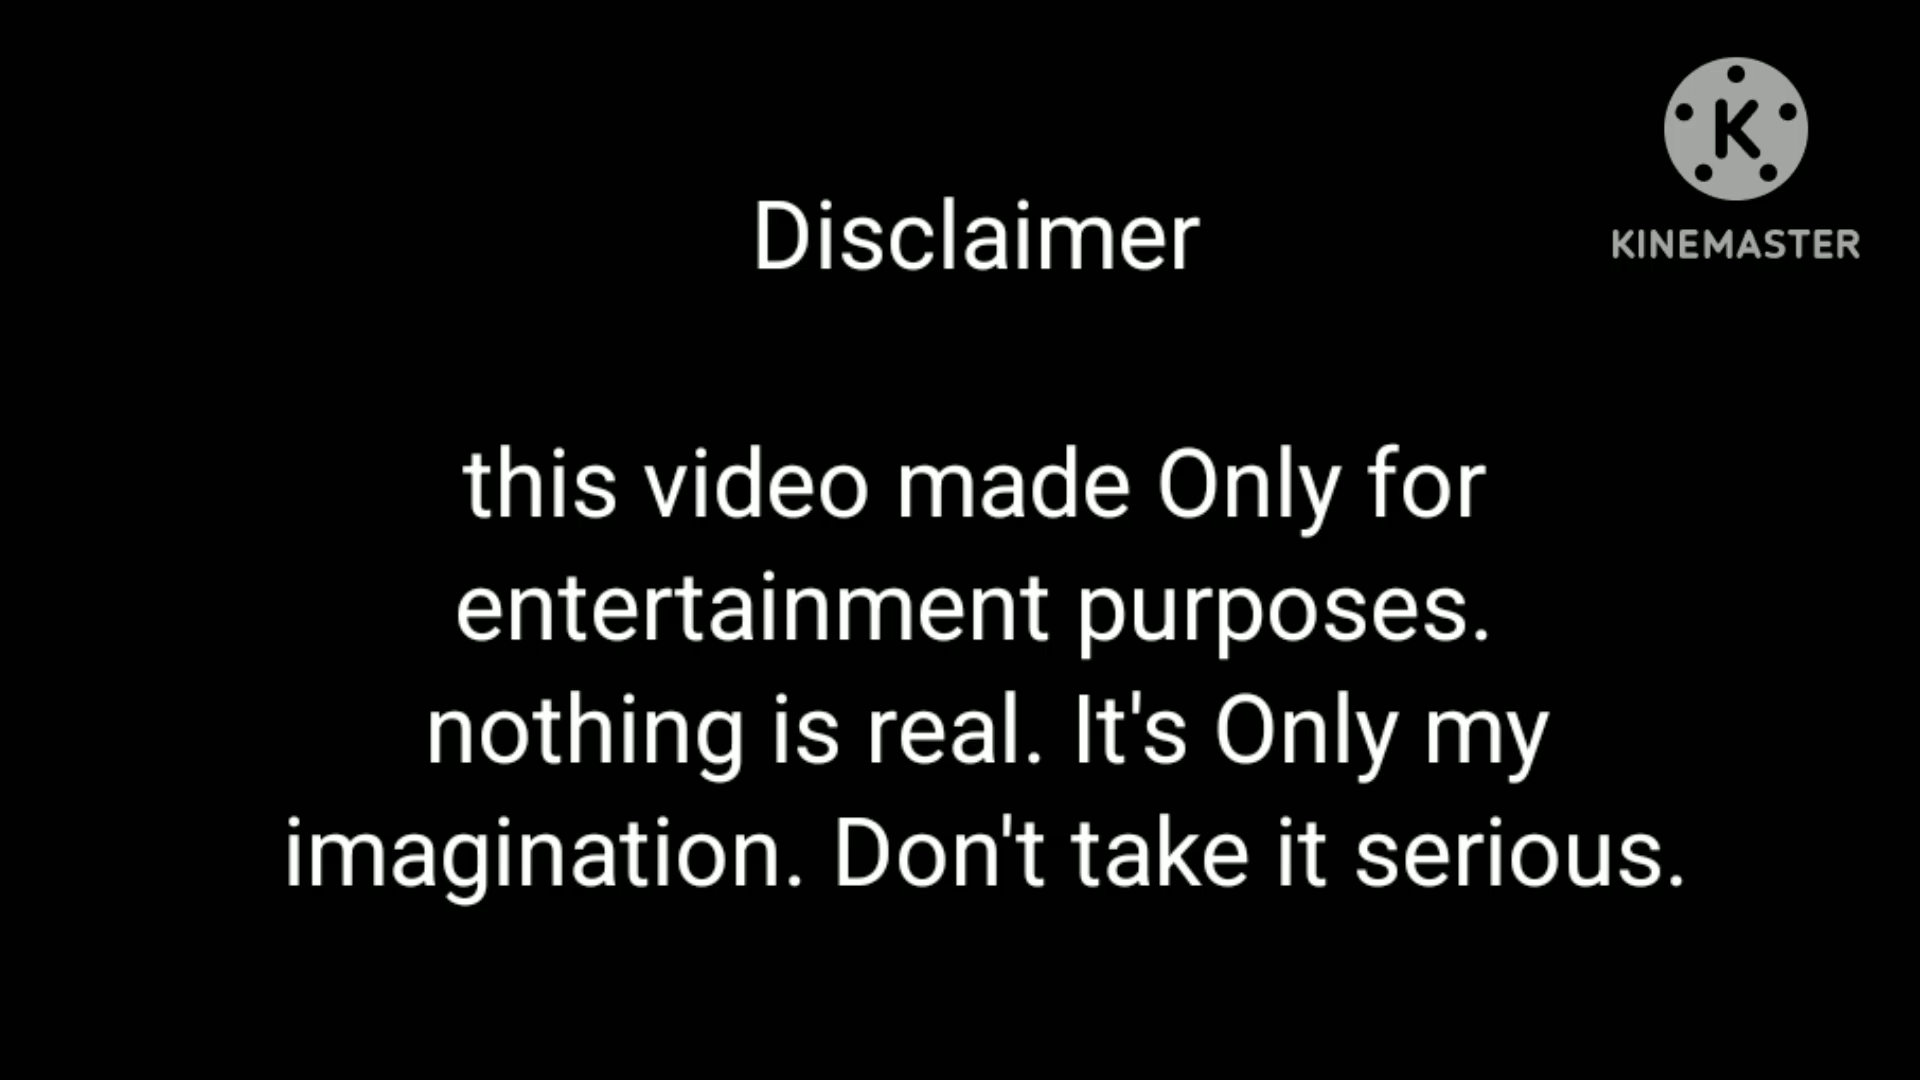 K
KINEMASTER
Disclaimer
this video made Only for
entertainment purposes.
nothing is real. It's Only my
imagination. Don't take it serious.